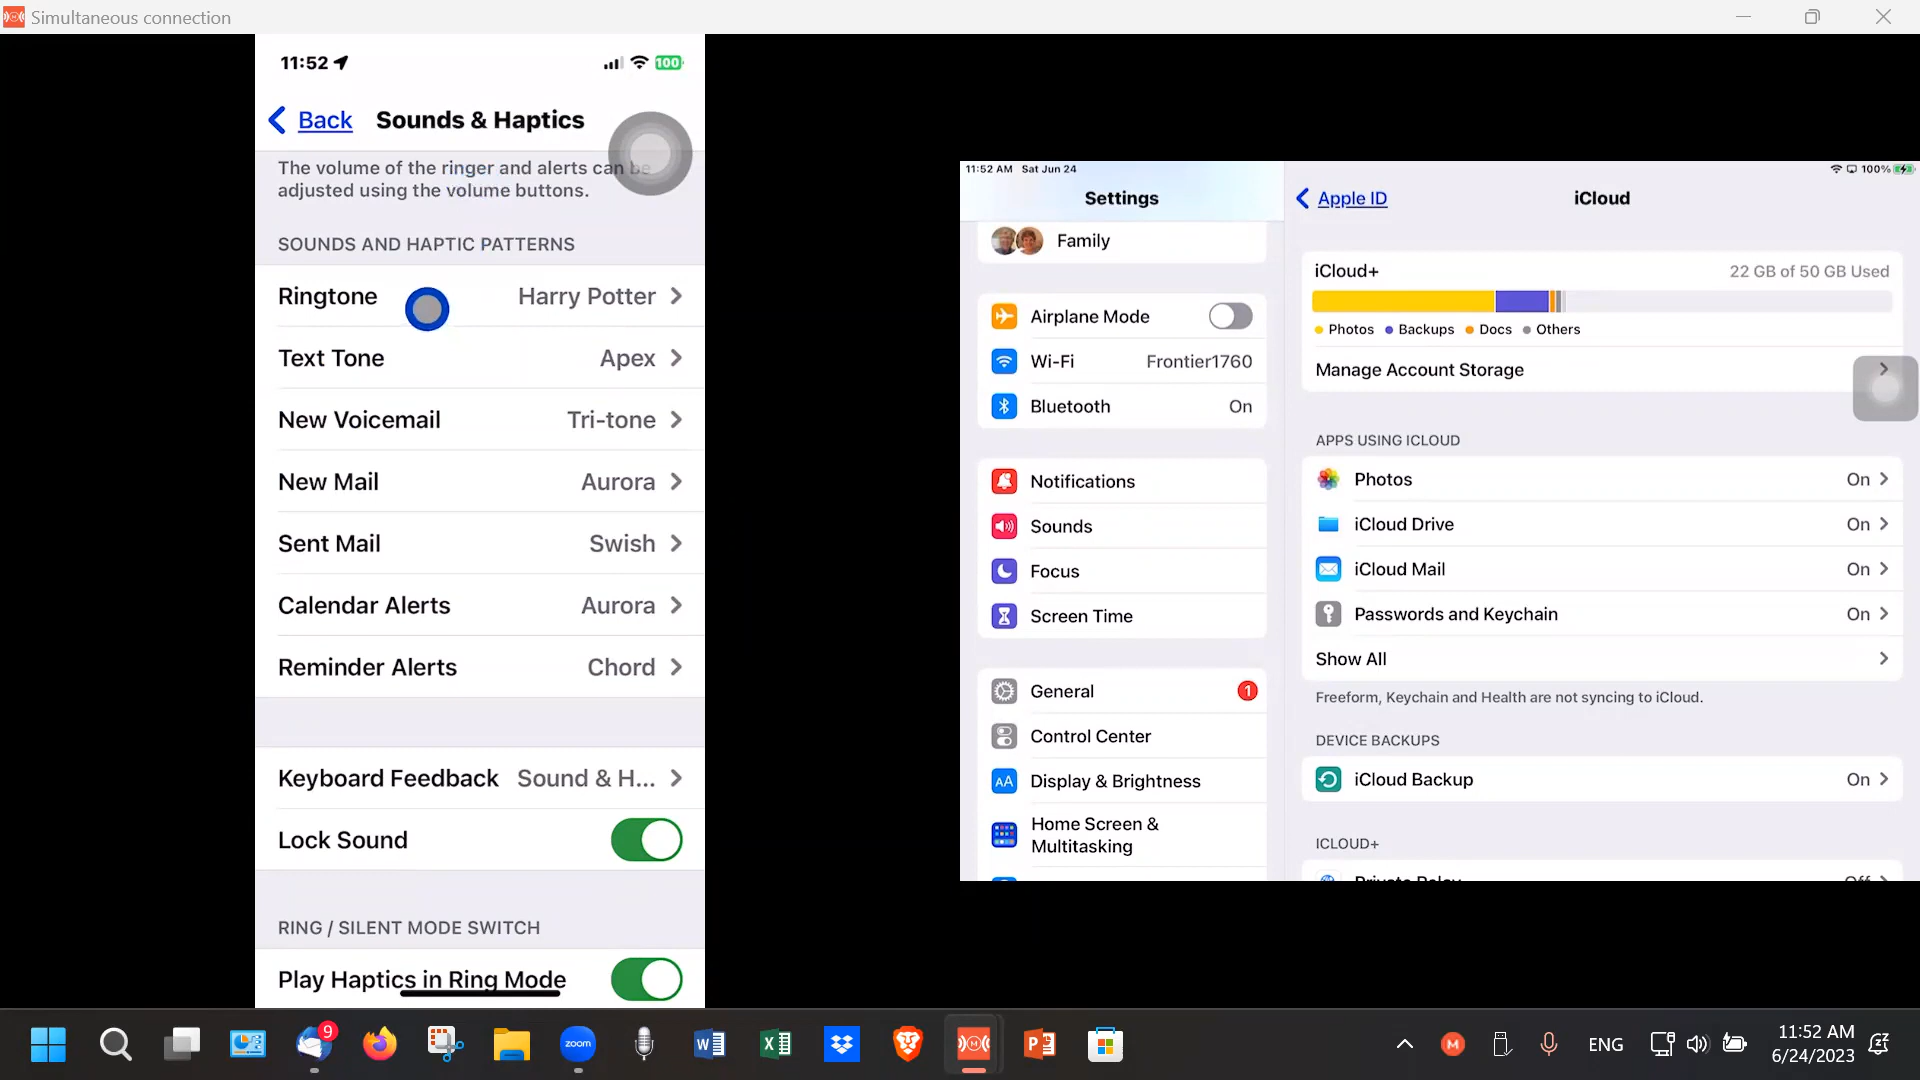 Simultaneous connection
11:52
100
Back
Sounds & Haptics
The volume of the ringer and alerts can be
adjusted using the volume buttons.
SOUNDS AND HAPTIC PATTERNS
Ringtone Harry Potter
Text Tone Apex
New Voicemail Tri-tone
New Mail Aurora
Sent Mail Swish
Calendar Alerts Aurora
Reminder Alerts Chord
Keyboard Feedback Sound & H...
Lock Sound
RING / SILENT MODE SWITCH
Play Haptics in Ring Mode
11:52 AM Sat Jun 24
Settings
Family
Airplane Mode
Wi-Fi Frontier1760
Bluetooth On
Notifications
Sounds
Focus
Screen Time
General 1
Control Center
AA Display & Brightness
Home Screen &
Multitasking
100%
Apple ID
iCloud
iCloud+ 22 GB of 50 GB Used
Photos Backups Docs Others
Manage Account Storage
APPS USING ICLOUD
Photos On
iCloud Drive On
iCloud Mail On
Passwords and Keychain On
Show All
Freeform, Keychain and Health are not syncing to iCloud.
DEVICE BACKUPS
iCloud Backup On
ICLOUD+
Private Relay Off
9
zoom
ENG
11:52 AM
6/24/2023